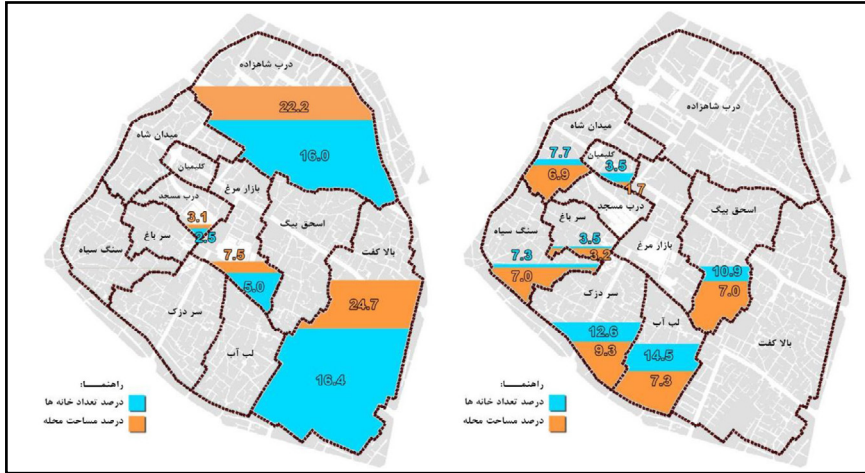 درب شاهزاده
22.2
16.0
میدان شاه
کلیمیان
بازار مرغ
درب مسجد
3.1
2.5
سر باغ
سنگ سیاه
7.5
5.0
اسحق بیگ
بالا کفت
24.7
16.4
سر دزک
لب آب
راهنمـــــا:
درصد تعداد خانه ها
درصد مساحت محله
درب شاهزاده
میدان شاه
کلیمیان
7.7
6.9
3.5
1.7
درب مسجد
اسحق بیگ
سر باغ
سنگ سیاه
بازار مرغ
3.5
3.2
7.3
7.0
10.9
7.0
سر دزک
لب آب
بالا کفت
12.6
9.3
14.5
7.3
راهنمـــــا:
درصد تعداد خانه ها
درصد مساحت محله